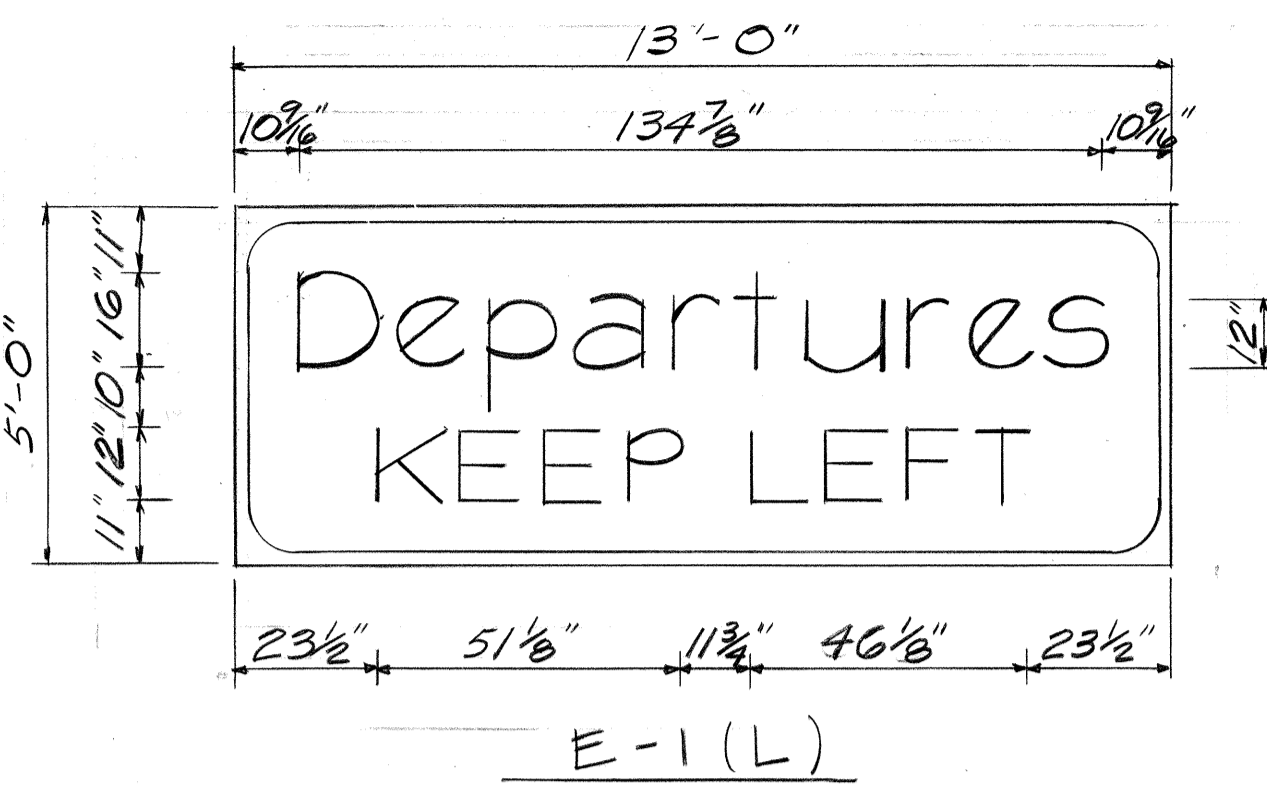 13'-0"
10 9/16" 134 7/8" 10 9/16"
5'-0"
11" 16" 10" 12" 11"
Departures
12"
KEEP LEFT
23 1/2" 51 1/8" 11 3/4" 46 1/8" 23 1/2"
E-1(L)